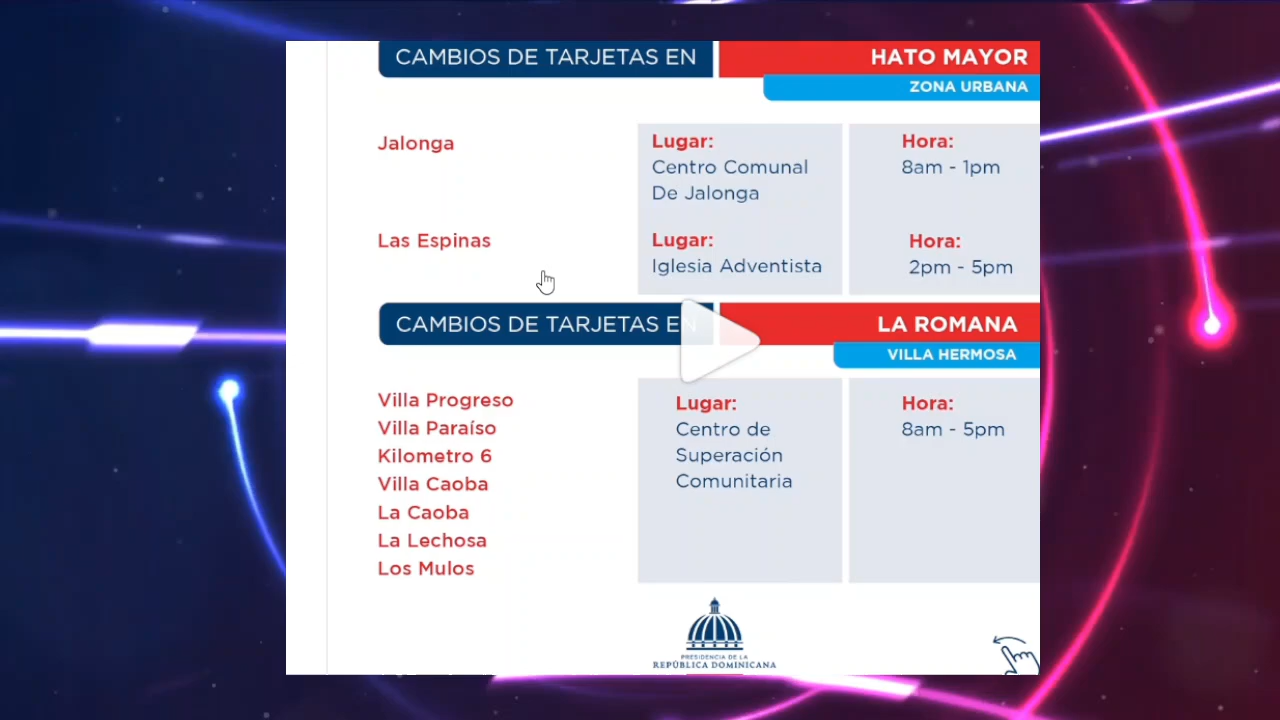 CAMBIOS DE TARJETAS EN HATO MAYOR
ZONA URBANA
Jalonga
Lugar:
Centro Comunal
De Jalonga
Hora:
8am - 1pm
Las Espinas
Lugar:
Iglesia Adventista
Hora:
2pm - 5pm
CAMBIOS DE TARJETAS EN LA ROMANA
VILLA HERMOSA
Villa Progreso
Villa Paraíso
Kilometro 6
Villa Caoba
La Caoba
La Lechosa
Los Mulos
Lugar:
Centro de
Superación
Comunitaria
Hora:
8am - 5pm
PRESIDENCIA DE LA
REPÚBLICA DOMINICANA